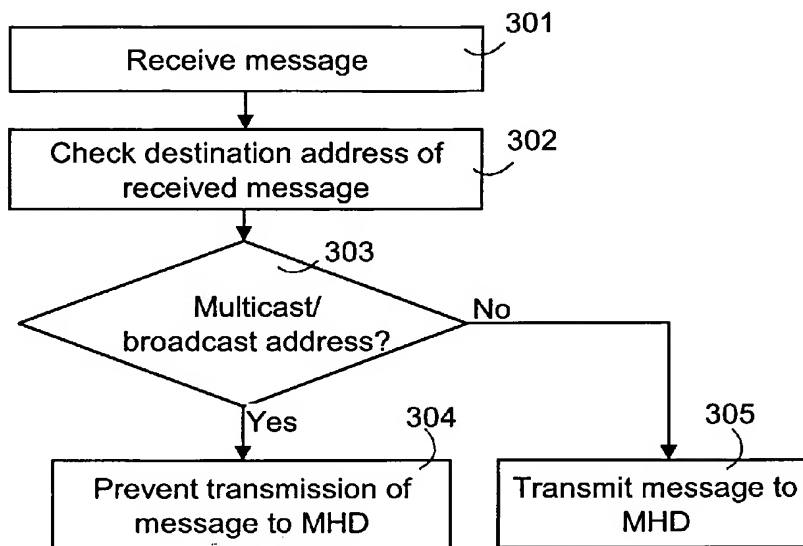 301
Receive message
Check destination address of
received message
302
303
Multicast/
broadcast address?
No
Yes
304
Prevent transmission of
message to MHD
305
Transmit message to
MHD